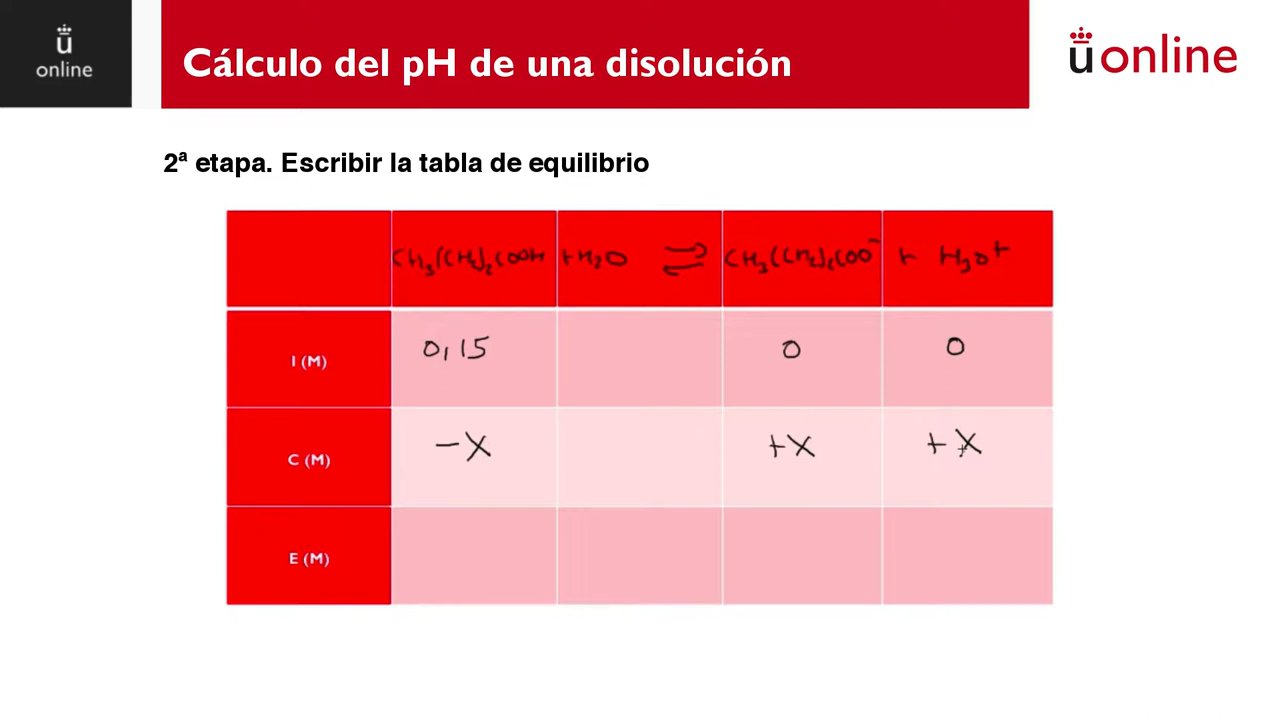 ü
online
Cálculo del pH de una disolución
ü online
2ª etapa. Escribir la tabla de equilibrio
CH3(CH2)2COOH +H2O ⇌ CH3(CH2)2COO⁻ + H3O+
I (M) 0,15 0 0
C (M) -X +X +X
E (M)